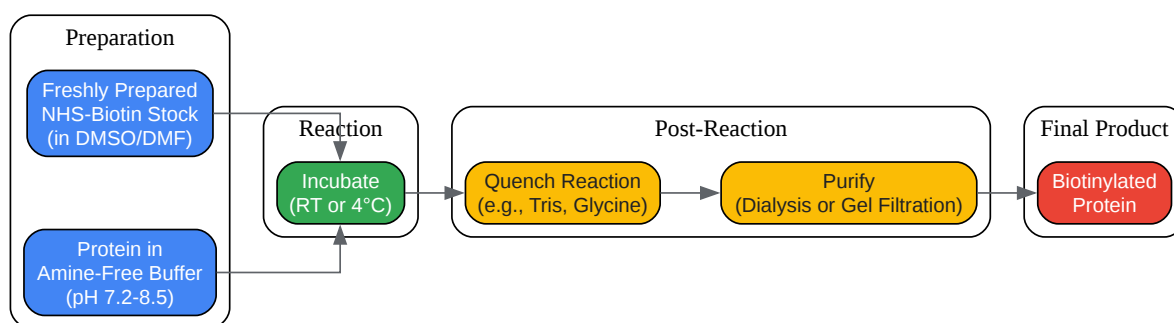 Preparation
Freshly Prepared
NHS-Biotin Stock
(in DMSO/DMF)
Protein in
Amine-Free Buffer
(pH 7.2-8.5)
Reaction
Incubate
(RT or 4°C)
Post-Reaction
Quench Reaction
(e.g., Tris, Glycine)
Purify
(Dialysis or Gel Filtration)
Final Product
Biotinylated
Protein